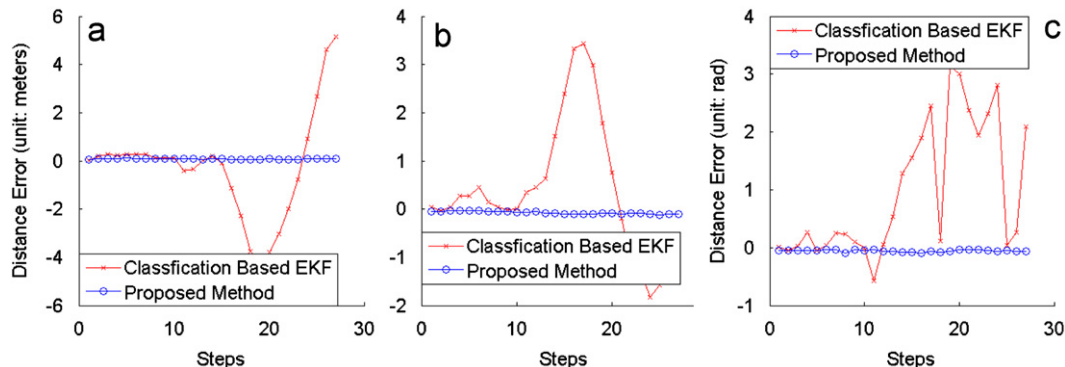 a
Distance Error (unit: meters)
6
4
2
0
-2
-4
-6
Classfication Based EKF
Proposed Method
0 10 20 30
Steps
b
4
3
2
1
0
-1
-2
Classfication Based EKF
Proposed Method
0 10 20
Steps
c
Distance Error (unit: rad)
4
3
2
1
0
-1
Classfication Based EKF
Proposed Method
0 10 20 30
Steps